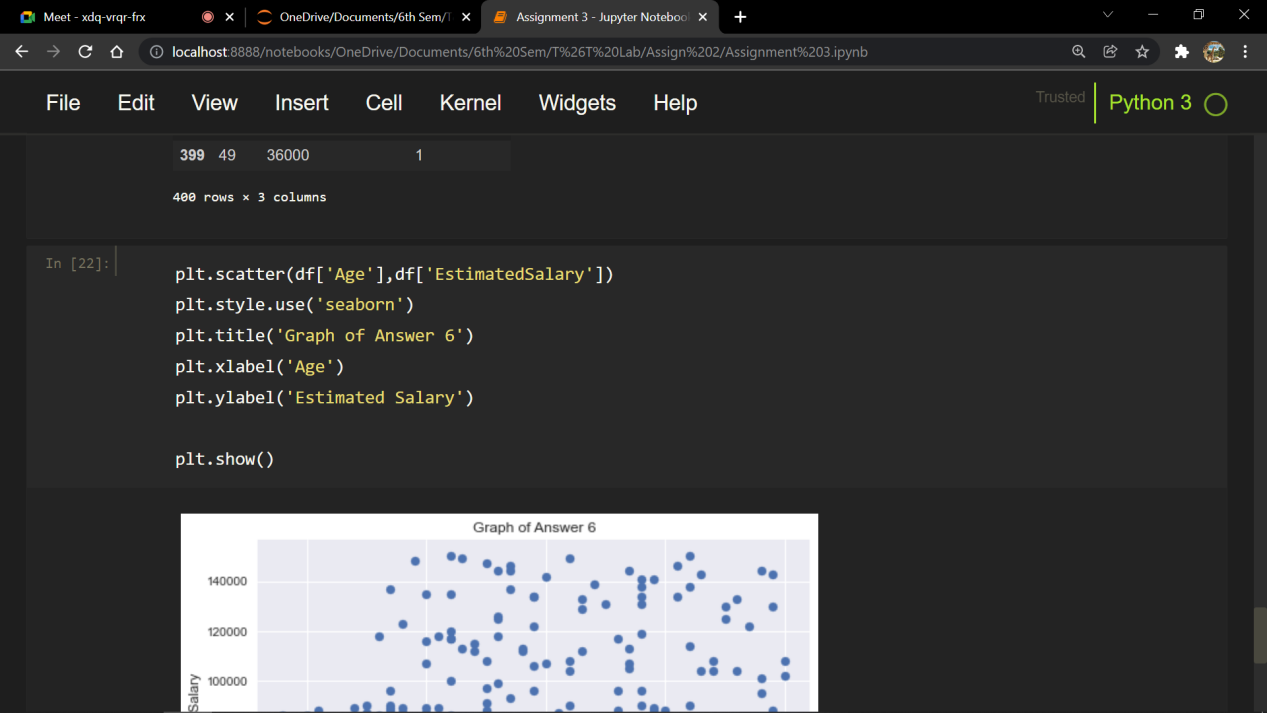 Meet - xdq-vrqr-frx
OneDrive/Documents/6th Sem/T
Assignment 3 - Jupyter Notebook
localhost:8888/notebooks/OneDrive/Documents/6th%20Sem/T%26T%20Lab/Assign%202/Assignment%203.ipynb
File Edit View Insert Cell Kernel Widgets Help Trusted Python 3
399 49 36000 1
400 rows × 3 columns
In [22]:
plt.scatter(df['Age'],df['EstimatedSalary'])
plt.style.use('seaborn')
plt.title('Graph of Answer 6')
plt.xlabel('Age')
plt.ylabel('Estimated Salary')
plt.show()
Graph of Answer 6
140000
120000
100000
Salary